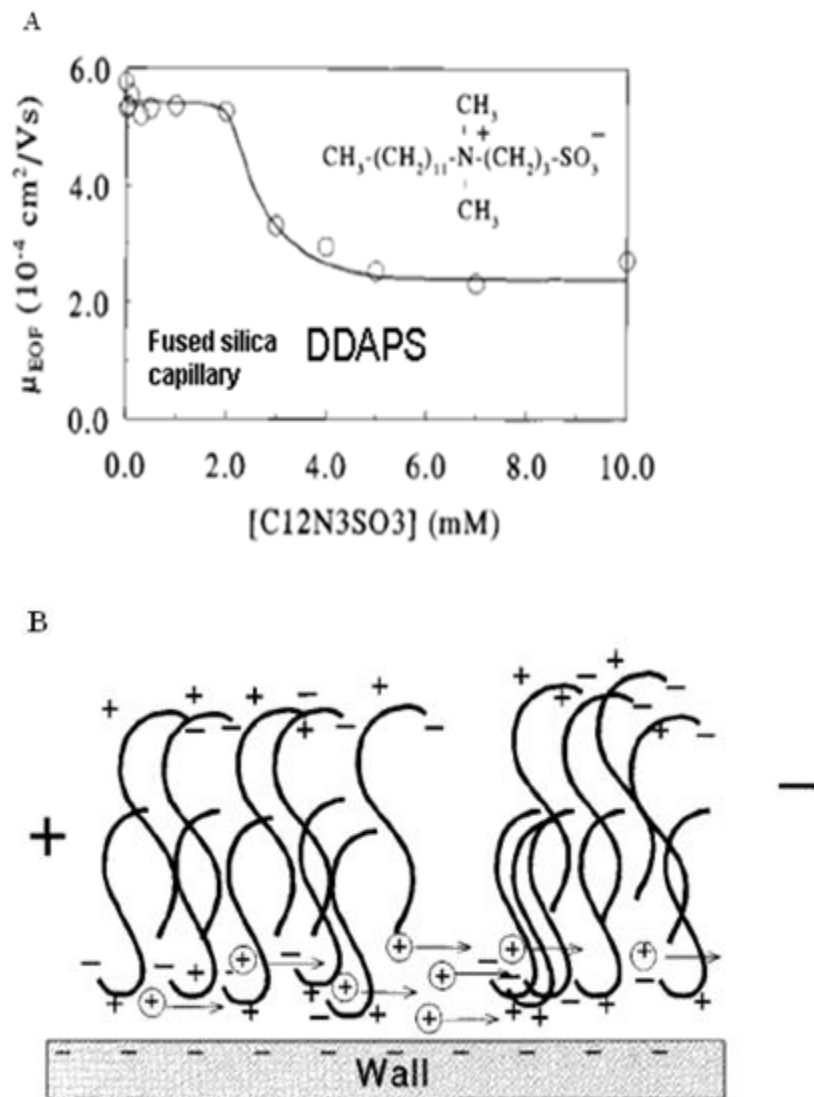 A
6.0
4.0
2.0
0.0
μEOF (10⁻⁴ cm²/Vs)
CH₃
+ −
CH₃-(CH₂)₁₁-N-(CH₂)₃-SO₃
CH₃
Fused silica
capillary
DDAPS
0.0 2.0 4.0 6.0 8.0 10.0
[C12N3SO3] (mM)
B
+ −
Wall